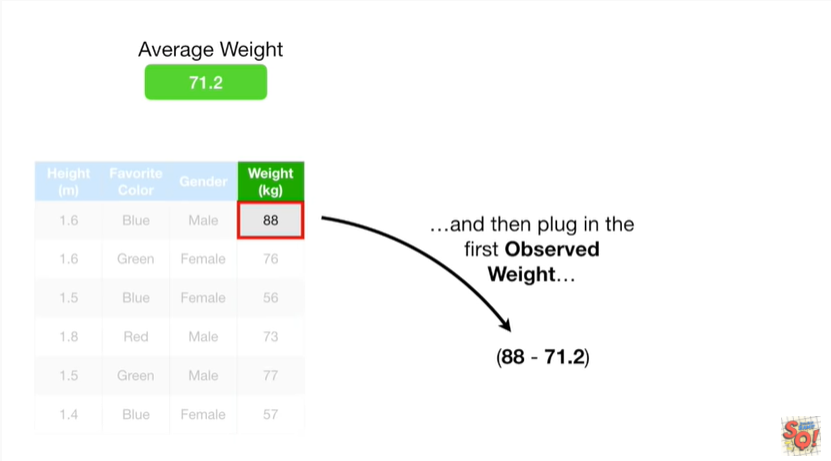 Average Weight
71.2
Height (m) Favorite Color Gender Weight (kg)
1.6 Blue Male 88
1.6 Green Female 76
1.5 Blue Female 56
1.8 Red Male 73
1.5 Green Male 77
1.4 Blue Female 57
…and then plug in the
first Observed
Weight…
(88 - 71.2)
SQ!